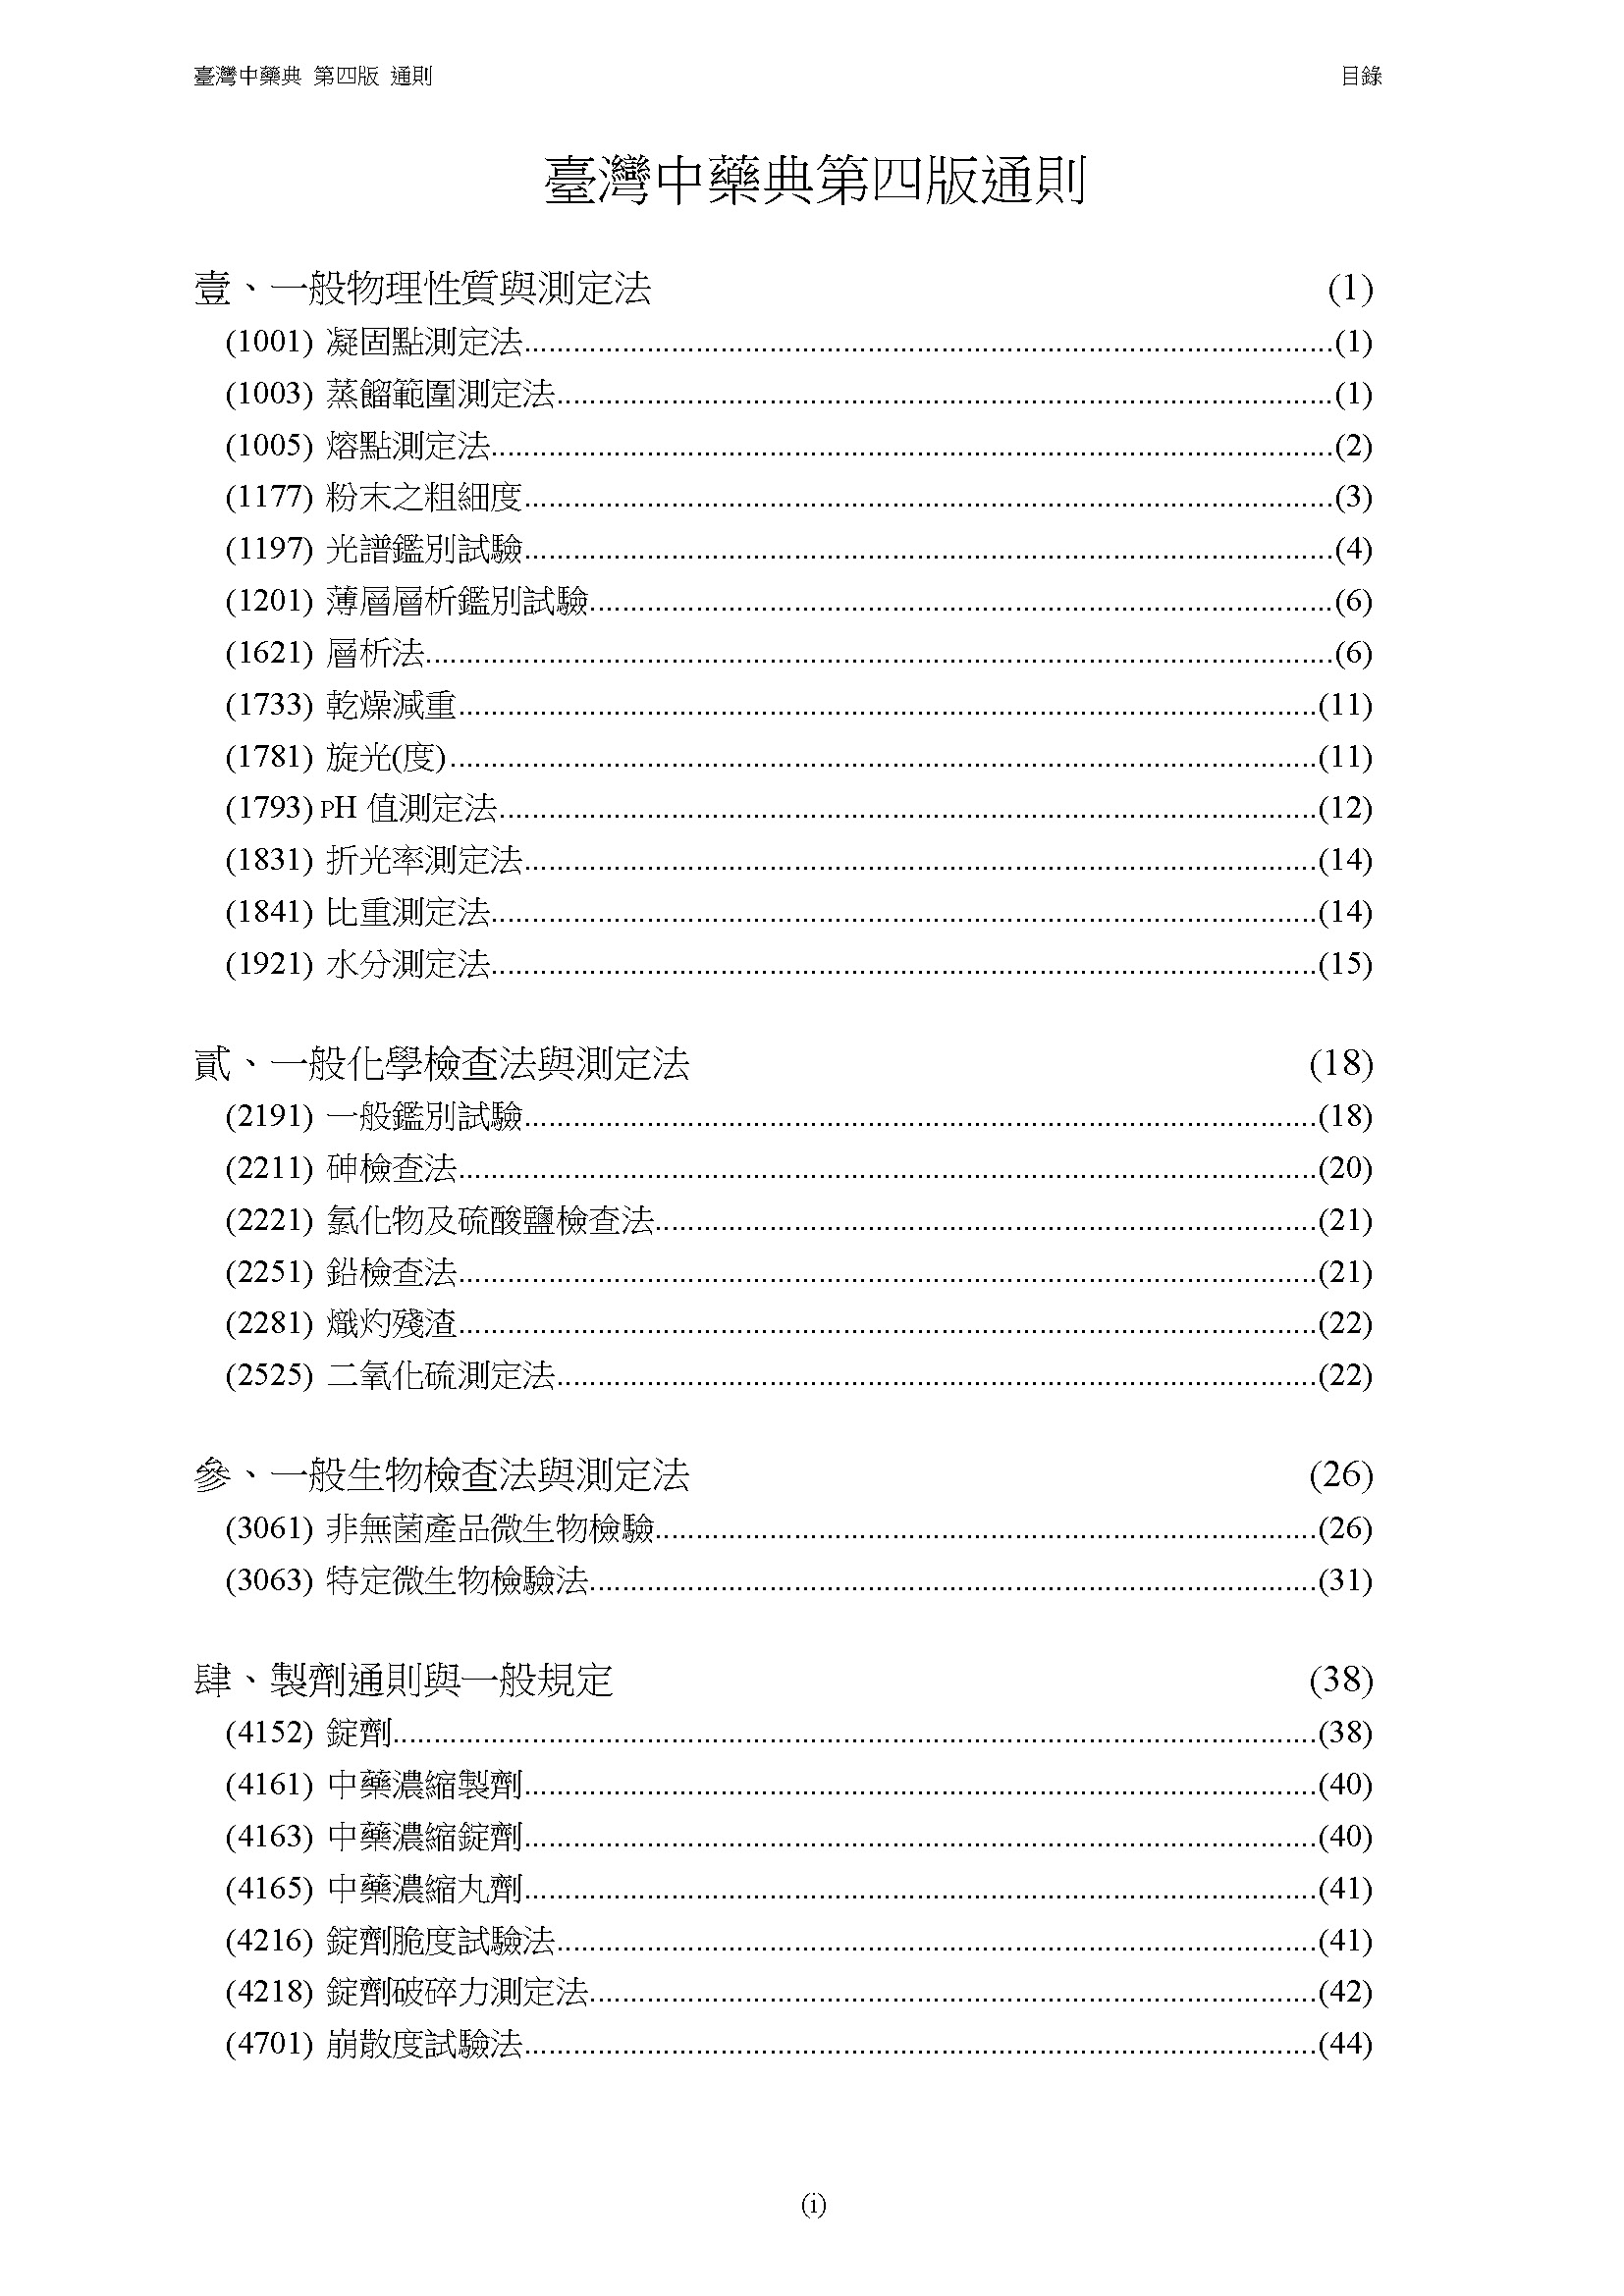 臺灣中藥典 第四版 通則 目錄
臺灣中藥典第四版通則
壹、一般物理性質與測定法 (1)
(1001) 凝固點測定法..........(1)
(1003) 蒸餾範圍測定法..........(1)
(1005) 熔點測定法..........(2)
(1177) 粉末之粗細度..........(3)
(1197) 光譜鑑別試驗..........(4)
(1201) 薄層層析鑑別試驗..........(6)
(1621) 層析法..........(6)
(1733) 乾燥減重..........(11)
(1781) 旋光(度)..........(11)
(1793) pH 值測定法..........(12)
(1831) 折光率測定法..........(14)
(1841) 比重測定法..........(14)
(1921) 水分測定法..........(15)
貳、一般化學檢查法與測定法 (18)
(2191) 一般鑑別試驗..........(18)
(2211) 砷檢查法..........(20)
(2221) 氯化物及硫酸鹽檢查法..........(21)
(2251) 鉛檢查法..........(21)
(2281) 熾灼殘渣..........(22)
(2525) 二氧化硫測定法..........(22)
參、一般生物檢查法與測定法 (26)
(3061) 非無菌產品微生物檢驗..........(26)
(3063) 特定微生物檢驗法..........(31)
肆、製劑通則與一般規定 (38)
(4152) 錠劑..........(38)
(4161) 中藥濃縮製劑..........(40)
(4163) 中藥濃縮錠劑..........(40)
(4165) 中藥濃縮丸劑..........(41)
(4216) 錠劑脆度試驗法..........(41)
(4218) 錠劑破碎力測定法..........(42)
(4701) 崩散度試驗法..........(44)
(i)